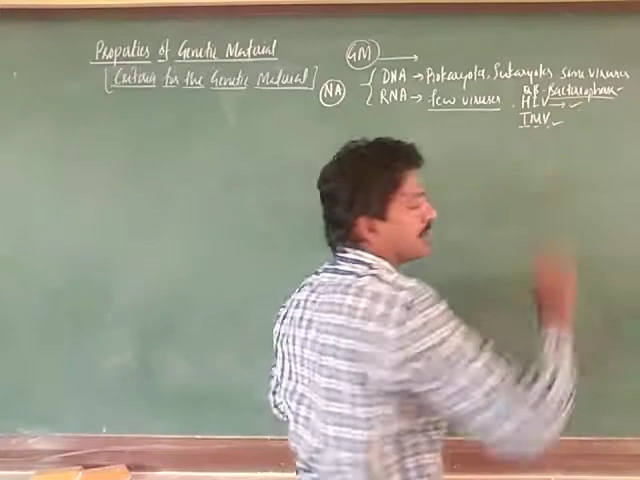 Properties of Genetic Material
[Criteria for the Genetic Material]
GM →
NA
DNA → Prokaryotes, Eukaryotes some viruses
RNA → few viruses
QB - Bacteriophage
HIV → ✓
TMV ✓